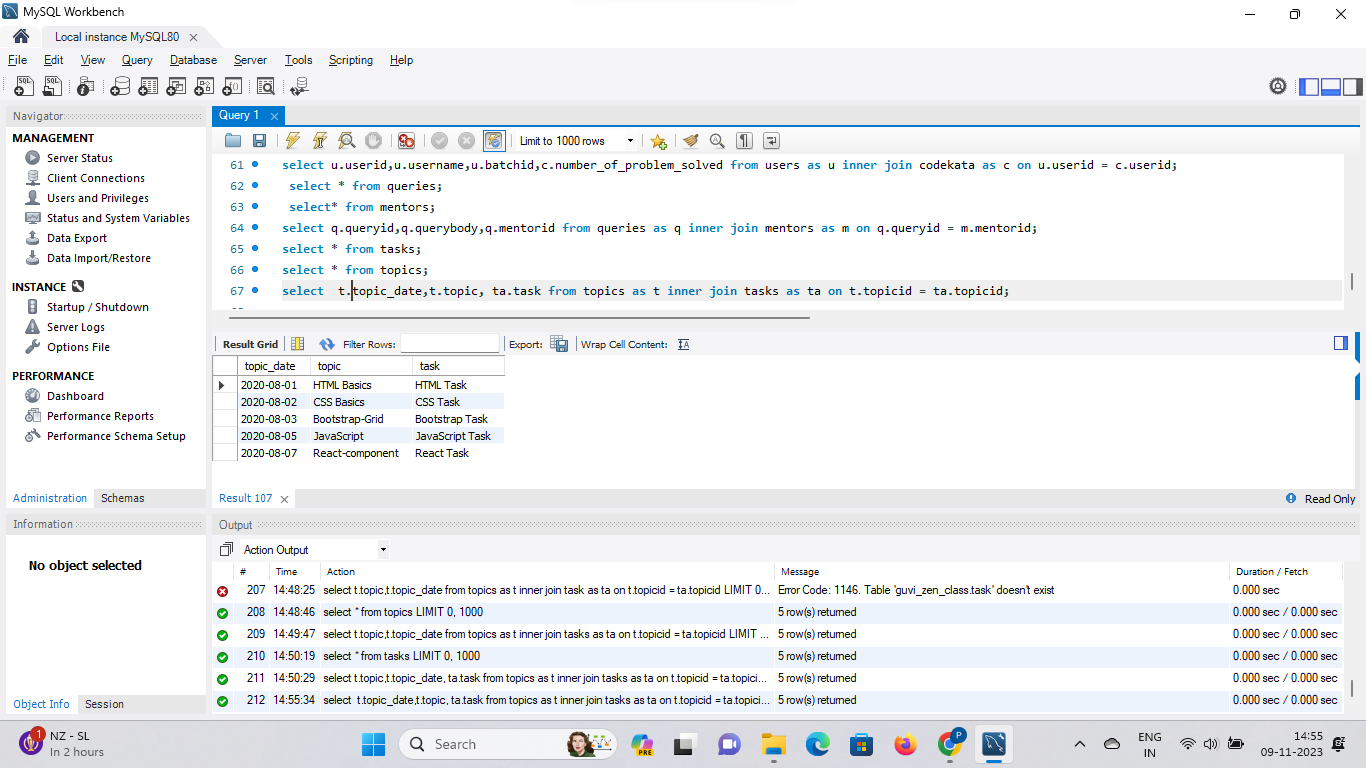 MySQL Workbench
Local instance MySQL80
File Edit View Query Database Server Tools Scripting Help
Navigator
MANAGEMENT
Server Status
Client Connections
Users and Privileges
Status and System Variables
Data Export
Data Import/Restore
INSTANCE
Startup / Shutdown
Server Logs
Options File
PERFORMANCE
Dashboard
Performance Reports
Performance Schema Setup
Administration Schemas
Information
No object selected
Object Info Session
Query 1
Limit to 1000 rows
61 select u.userid,u.username,u.batchid,c.number_of_problem_solved from users as u inner join codekata as c on u.userid = c.userid;
62 select * from queries;
63 select* from mentors;
64 select q.queryid,q.querybody,q.mentorid from queries as q inner join mentors as m on q.queryid = m.mentorid;
65 select * from tasks;
66 select * from topics;
67 select  t.topic_date,t.topic, ta.task from topics as t inner join tasks as ta on t.topicid = ta.topicid;
Result Grid Filter Rows: Export: Wrap Cell Content:
topic_date topic task
2020-08-01 HTML Basics HTML Task
2020-08-02 CSS Basics CSS Task
2020-08-03 Bootstrap-Grid Bootstrap Task
2020-08-05 JavaScript JavaScript Task
2020-08-07 React-component React Task
Result 107 Read Only
Output
Action Output
# Time Action Message Duration / Fetch
207 14:48:25 select t.topic,t.topic_date from topics as t inner join task as ta on t.topicid = ta.topicid LIMIT 0... Error Code: 1146. Table 'guvi_zen_class.task' doesn't exist 0.000 sec
208 14:48:46 select * from topics LIMIT 0, 1000 5 row(s) returned 0.000 sec / 0.000 sec
209 14:49:47 select t.topic,t.topic_date from topics as t inner join tasks as ta on t.topicid = ta.topicid LIMIT ... 5 row(s) returned 0.000 sec / 0.000 sec
210 14:50:19 select * from tasks LIMIT 0, 1000 5 row(s) returned 0.000 sec / 0.000 sec
211 14:50:29 select t.topic,t.topic_date, ta.task from topics as t inner join tasks as ta on t.topicid = ta.topici... 5 row(s) returned 0.000 sec / 0.000 sec
212 14:55:34 select  t.topic_date,t.topic, ta.task from topics as t inner join tasks as ta on t.topicid = ta.topici... 5 row(s) returned 0.000 sec / 0.000 sec
1
NZ - SL
In 2 hours
Search
PRE
P
ENG
IN
14:55
09-11-2023